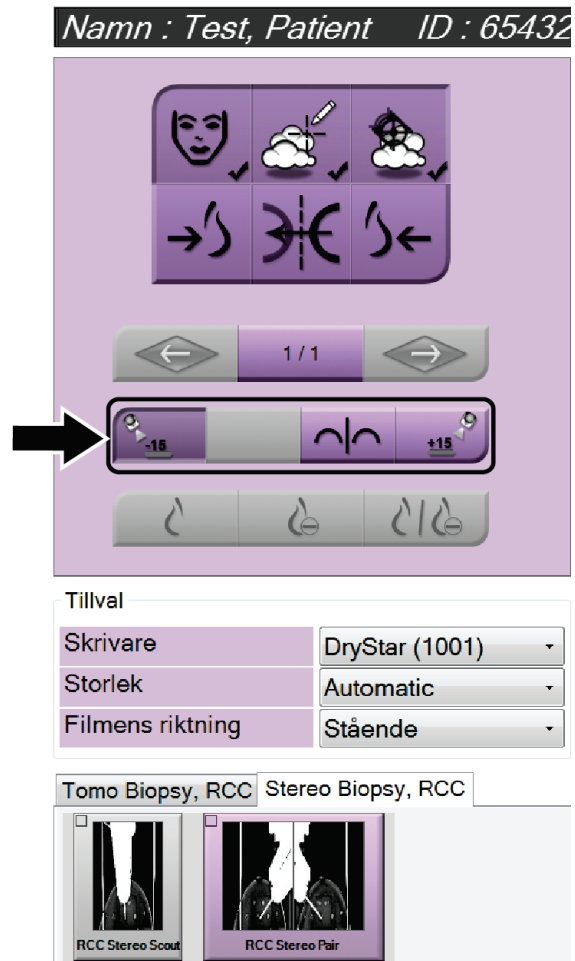 Namn : Test, Patient ID : 65432
1 / 1
-15 +15
Tillval
Skrivare DryStar (1001)
Storlek Automatic
Filmens riktning Stående
Tomo Biopsy, RCC Stereo Biopsy, RCC
RCC Stereo Scout RCC Stereo Pair